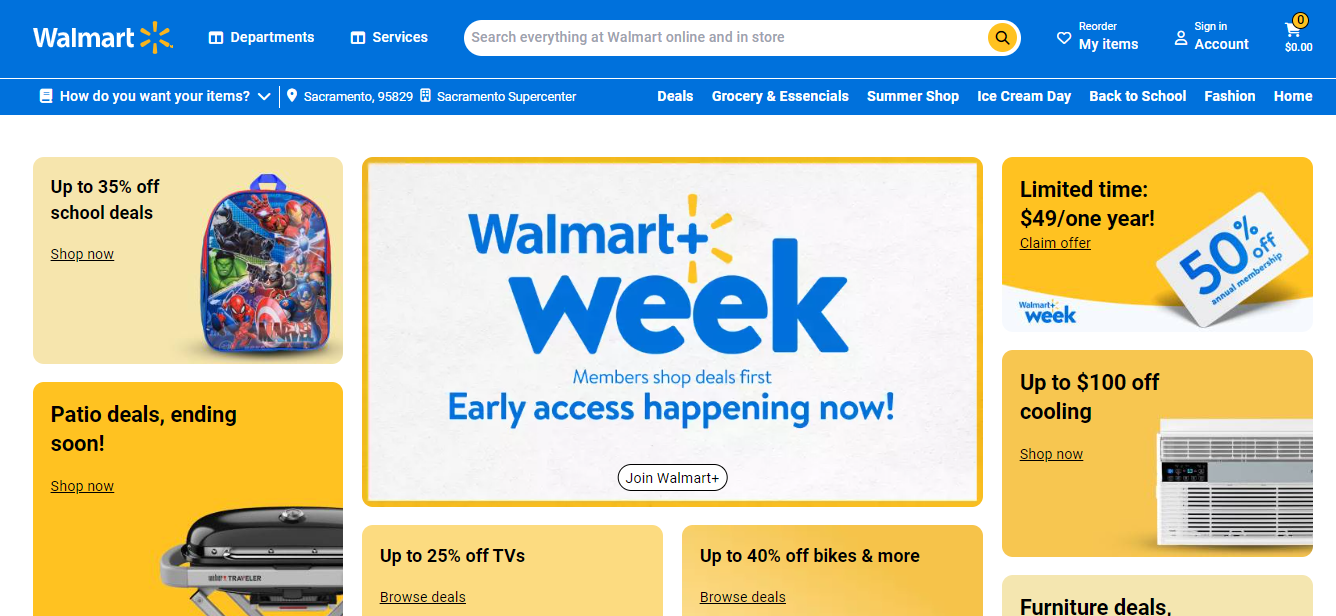 Walmart
Departments
Services
Search everything at Walmart online and in store
Reorder
My items
Sign in
Account
0
$0.00
How do you want your items?
Sacramento, 95829
Sacramento Supercenter
Deals
Grocery & Essencials
Summer Shop
Ice Cream Day
Back to School
Fashion
Home
Up to 35% off
school deals
Shop now
MARVEL
Patio deals, ending
soon!
Shop now
weber TRAVELER
Walmart+
week
Members shop deals first
Early access happening now!
Join Walmart+
Up to 25% off TVs
Browse deals
Up to 40% off bikes & more
Browse deals
Limited time:
$49/one year!
Claim offer
50% off
annual membership
Walmart+
week
Up to $100 off
cooling
Shop now
Furniture deals,